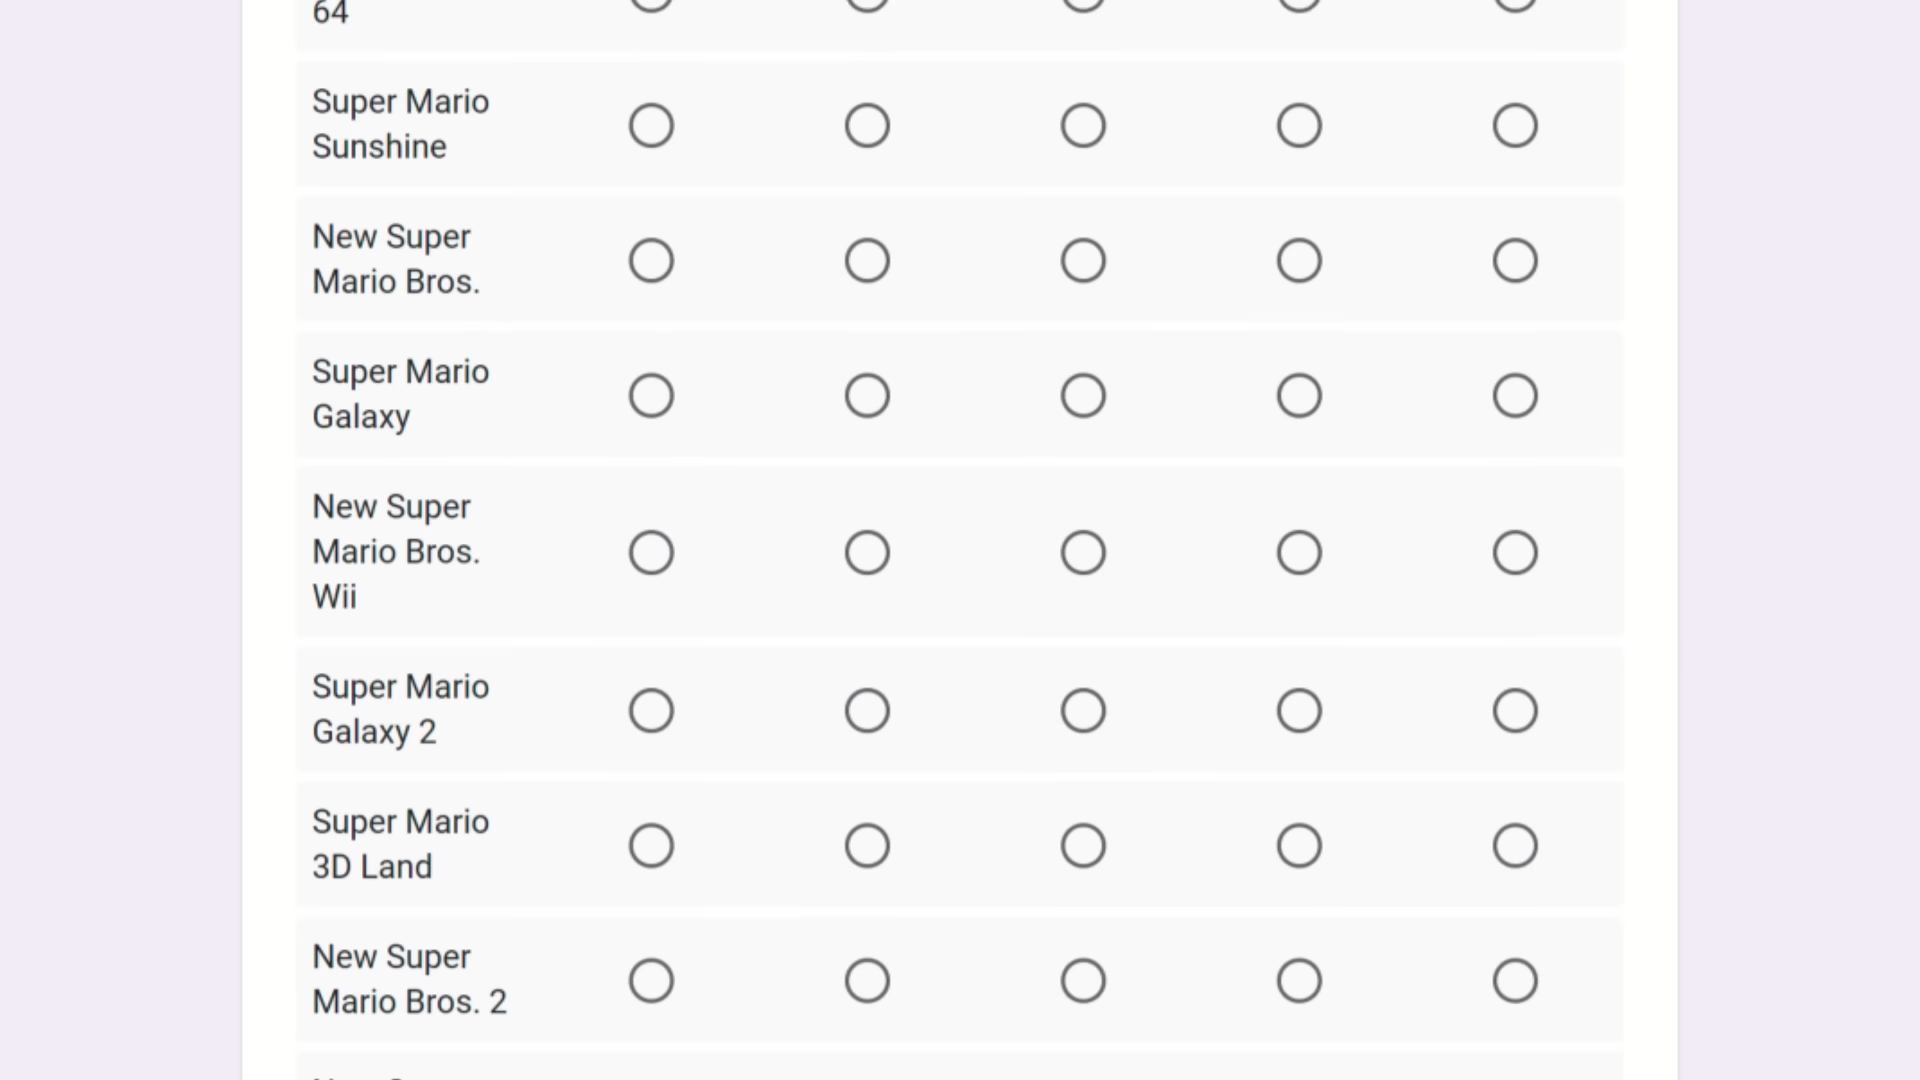 64
Super Mario
Sunshine
New Super
Mario Bros.
Super Mario
Galaxy
New Super
Mario Bros.
Wii
Super Mario
Galaxy 2
Super Mario
3D Land
New Super
Mario Bros. 2